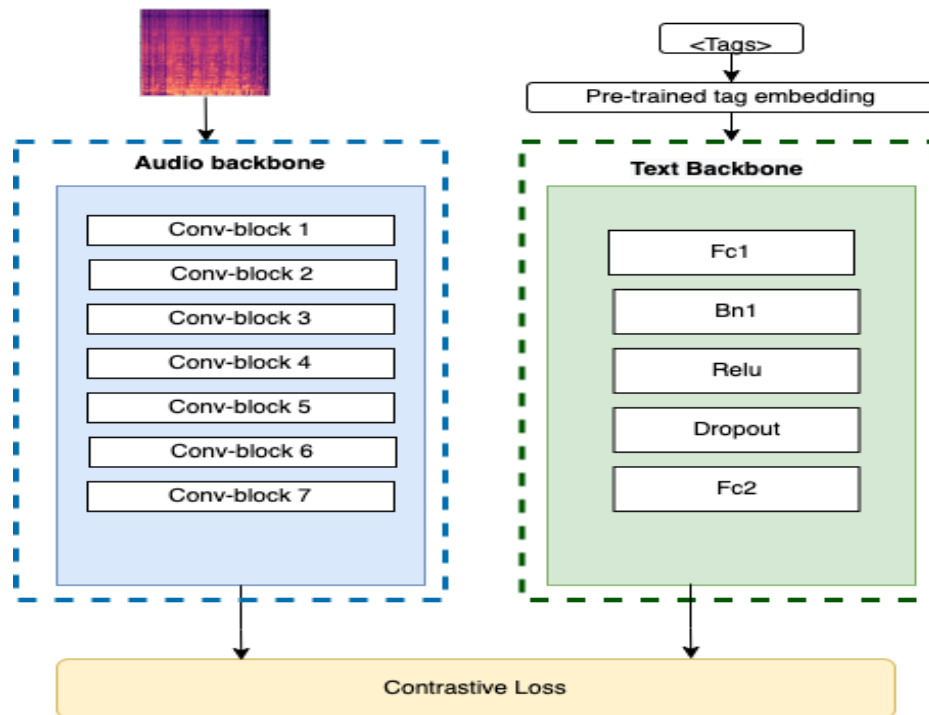 <Tags>
Pre-trained tag embedding
Audio backbone
Conv-block 1
Conv-block 2
Conv-block 3
Conv-block 4
Conv-block 5
Conv-block 6
Conv-block 7
Text Backbone
Fc1
Bn1
Relu
Dropout
Fc2
Contrastive Loss